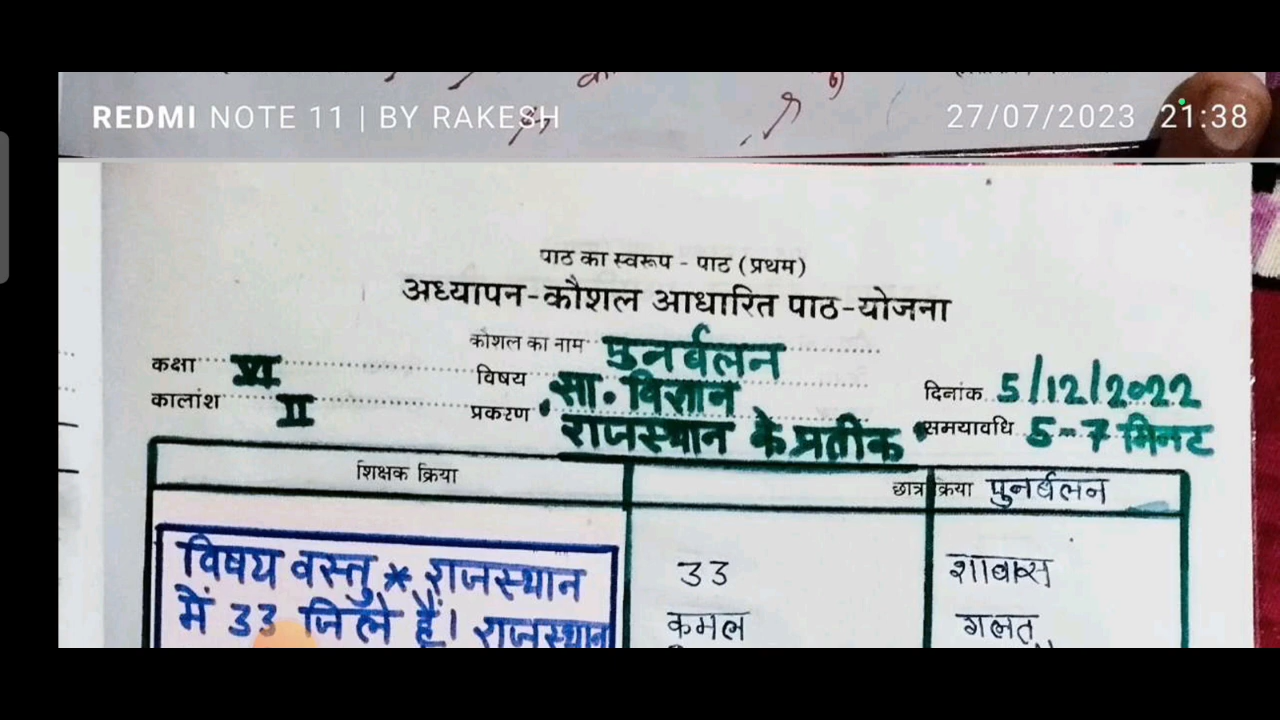 REDMI NOTE 11 | BY RAKESH 27/07/2023 21:38
पाठ का स्वरूप - पाठ (प्रथम)
अध्यापन-कौशल आधारित पाठ-योजना
कौशल का नाम पुनर्बलन
कक्षा VI विषय सा. विज्ञान दिनांक 5/12/2022
कालांश II प्रकरण राजस्थान के प्रतीक समयावधि 5-7 मिनट
शिक्षक क्रिया छात्र क्रिया पुनर्बलन
विषय वस्तु * राजस्थान 33 शाबास
में 33 जिले हैं। राजस्थान कमल गलत